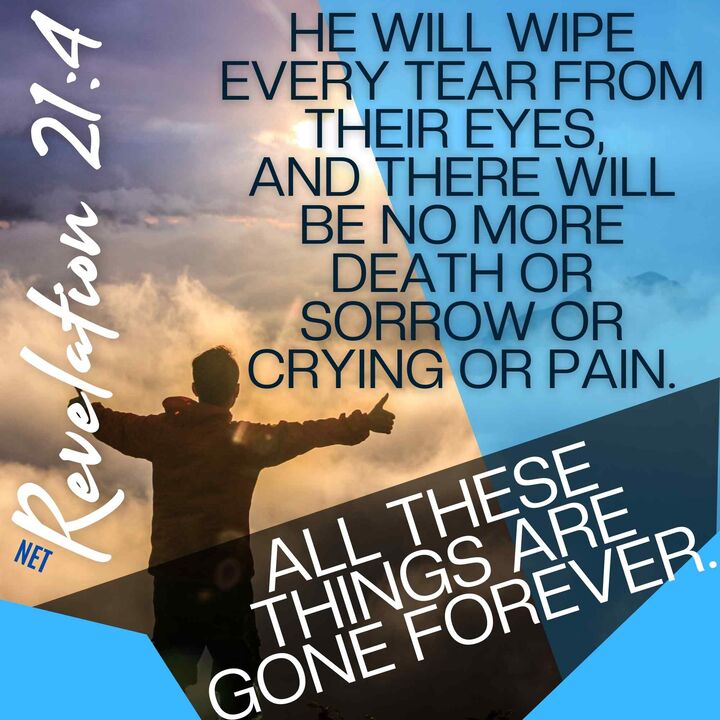 HE WILL WIPE
EVERY TEAR FROM
THEIR EYES,
AND THERE WILL
BE NO MORE
DEATH OR
SORROW OR
CRYING OR PAIN.
ALL THESE
THINGS ARE
GONE FOREVER.
Revelation 21:4
NET